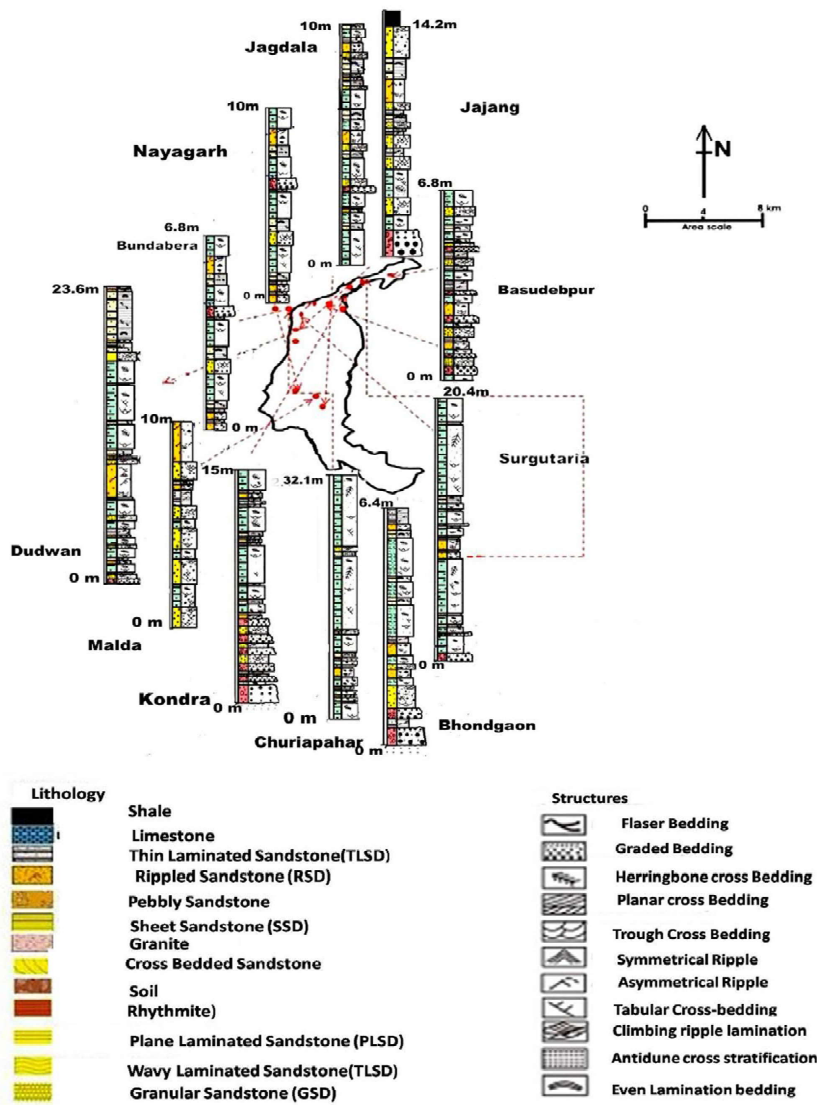 10m
14.2m
Jagdala
Jajang
10m
N
Nayagarh
6.8m
0 4 8 km
Area scale
6.8m
Bundabera
0 m
23.6m
Basudebpur
0 m
0 m
20.4m
10m
0 m
15m
32.1m
Surgutaria
6.4m
Dudwan
0 m
0 m
Malda
0 m
Kondra
0 m
0 m
Churiapahar
Bhondgaon
0 m
Lithology
Shale
Limestone
Thin Laminated Sandstone(TLSD)
Rippled Sandstone (RSD)
Pebbly Sandstone
Sheet Sandstone (SSD)
Granite
Cross Bedded Sandstone
Soil
Rhythmite)
Plane Laminated Sandstone (PLSD)
Wavy Laminated Sandstone(TLSD)
Granular Sandstone (GSD)
Structures
Flaser Bedding
Graded Bedding
Herringbone cross Bedding
Planar cross Bedding
Trough Cross Bedding
Symmetrical Ripple
Asymmetrical Ripple
Tabular Cross-bedding
Climbing ripple lamination
Antidune cross stratification
Even Lamination bedding